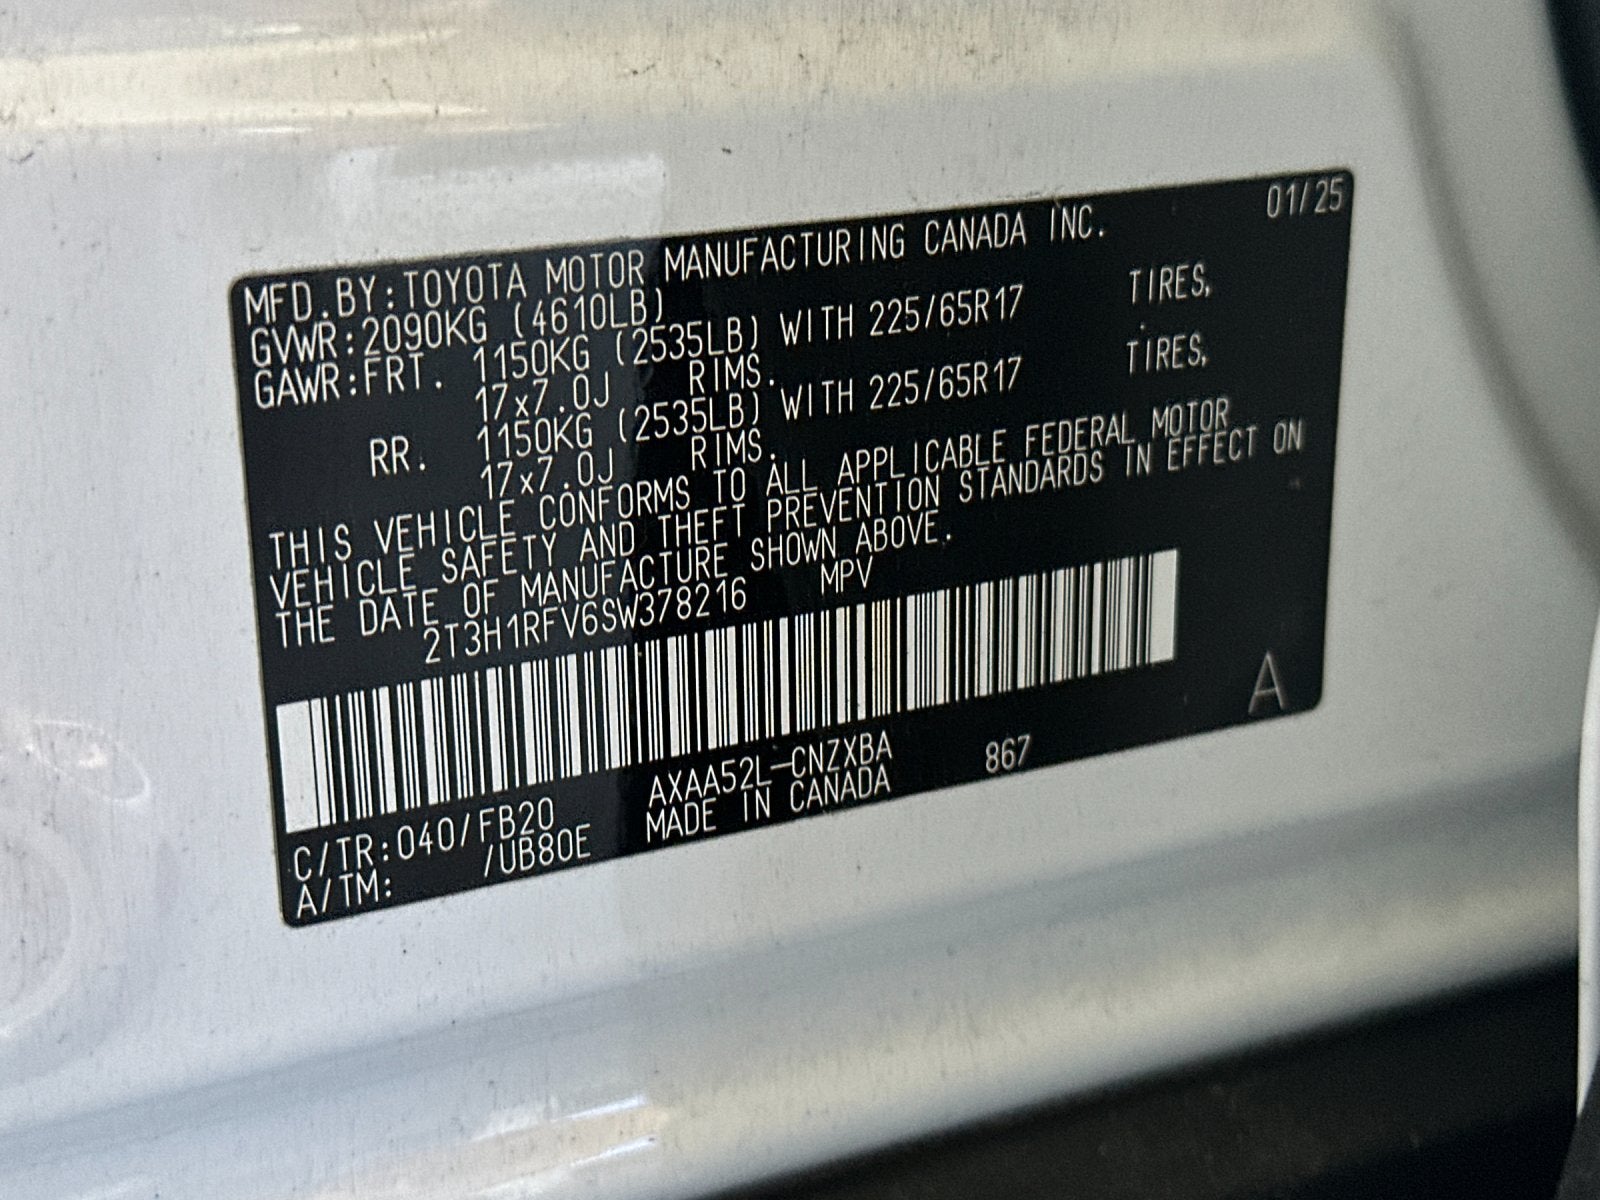 01/25
MFD.BY:TOYOTA MOTOR MANUFACTURING CANADA INC.
GVWR:2090KG (4610LB)
GAWR:FRT. 1150KG (2535LB) WITH 225/65R17 TIRES,
17x7.0J RIMS.
RR. 1150KG (2535LB) WITH 225/65R17 TIRES,
17x7.0J RIMS.
THIS VEHICLE CONFORMS TO ALL APPLICABLE FEDERAL MOTOR
VEHICLE SAFETY AND THEFT PREVENTION STANDARDS IN EFFECT ON
THE DATE OF MANUFACTURE SHOWN ABOVE.
2T3H1RFV6SW378216 MPV
A
C/TR:040/FB20 AXAA52L-CNZXBA 867
A/TM: /UB80E MADE IN CANADA